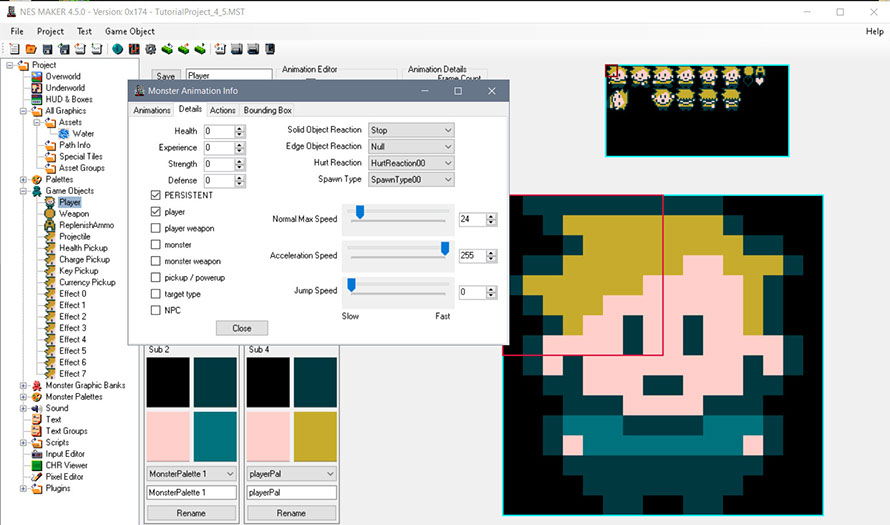 NES MAKER 4.5.0 - Version: 0x174 - TutorialProject_4_5.MST
File Project Test Game Object Help
Project
Overworld
Underworld
HUD & Boxes
All Graphics
Assets
Water
Path Info
Special Tiles
Asset Groups
Palettes
Game Objects
Player
Weapon
ReplenishAmmo
Projectile
Health Pickup
Charge Pickup
Key Pickup
Currency Pickup
Effect 0
Effect 1
Effect 2
Effect 3
Effect 4
Effect 5
Effect 6
Effect 7
Monster Graphic Banks
Monster Palettes
Sound
Text
Text Groups
Scripts
Input Editor
CHR Viewer
Pixel Editor
Plugins
Save Player Animation Editor Animation Details
Frame Count
Monster Animation Info
Animations Details Actions Bounding Box
Health 0
Experience 0
Strength 0
Defense 0
PERSISTENT
player
player weapon
monster
monster weapon
pickup / powerup
target type
NPC
Solid Object Reaction Stop
Edge Object Reaction Null
Hurt Reaction HurtReaction00
Spawn Type SpawnType00
Normal Max Speed 24
Acceleration Speed 255
Jump Speed 0
Slow Fast
Close
Sub 2 Sub 4
MonsterPalette 1 playerPal
MonsterPalette 1 playerPal
Rename Rename